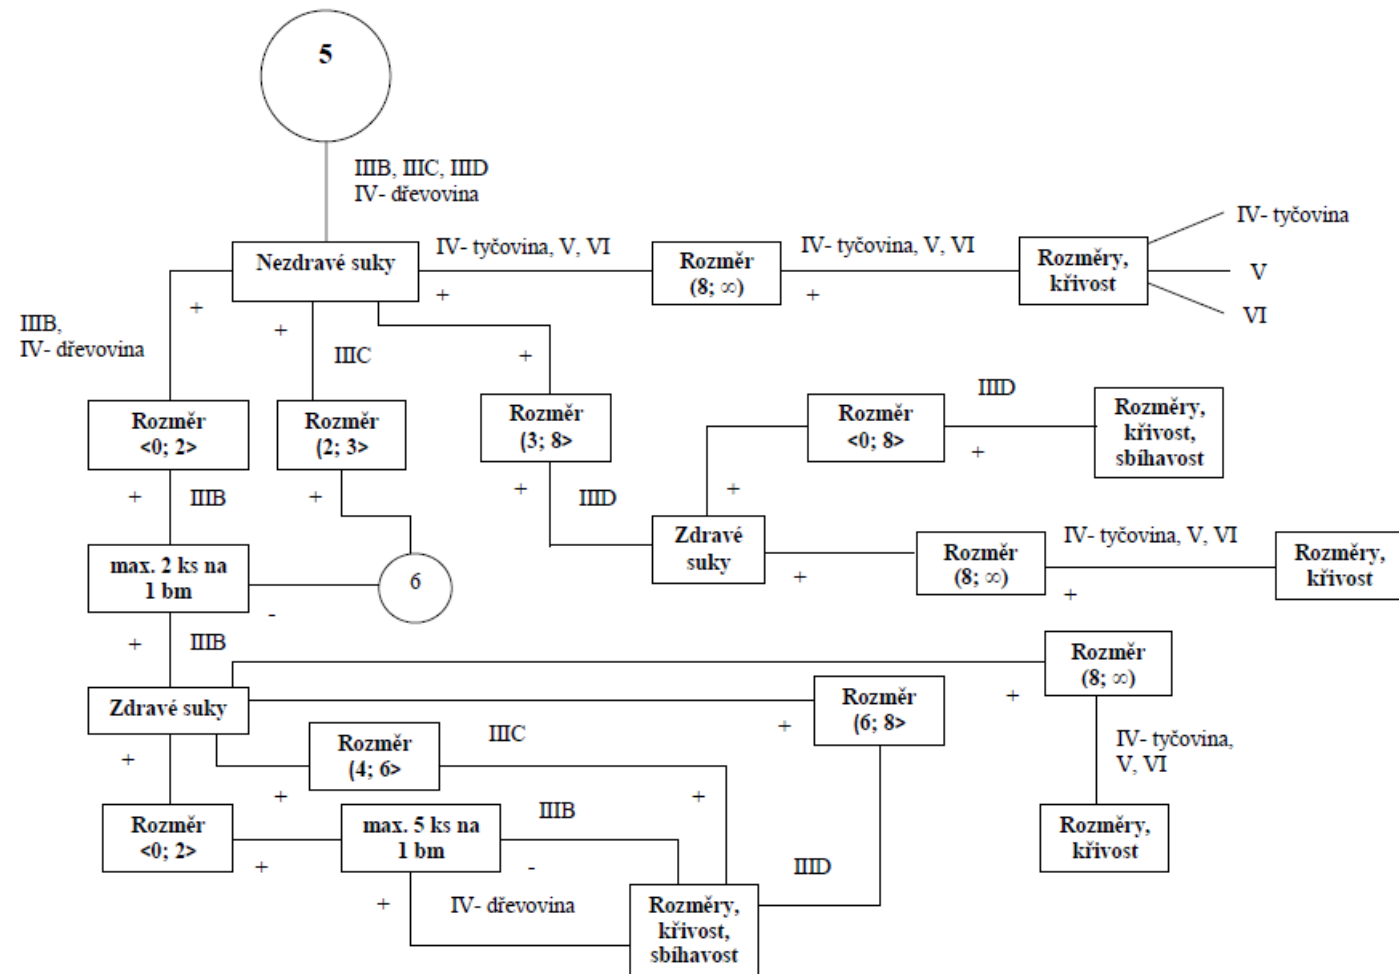 5
IIIB, IIIC, IIID
IV- dřevovina
Nezdravé suky
IV- tyčovina, V, VI
+
Rozměr
(8; ∞)
IV- tyčovina, V, VI
+
Rozměry,
křivost
IV- tyčovina
V
VI
+
IIIB,
IV- dřevovina
+
IIIC
+
Rozměr
<0; 2>
Rozměr
(2; 3>
Rozměr
(3; 8>
Rozměr
<0; 8>
IIID
+
Rozměry,
křivost,
sbíhavost
+
IIIB
+
+
IIID
+
Zdravé
suky
+
Rozměr
(8; ∞)
IV- tyčovina, V, VI
+
Rozměry,
křivost
max. 2 ks na
1 bm
-
6
+
IIIB
Zdravé suky
+
Rozměr
(8; ∞)
+
Rozměr
(6; 8>
IV- tyčovina,
V, VI
Rozměry,
křivost
+
+
Rozměr
(4; 6>
IIIC
+
Rozměr
<0; 2>
+
max. 5 ks na
1 bm
IIIB
-
+
IV- dřevovina
IIID
Rozměry,
křivost,
sbíhavost